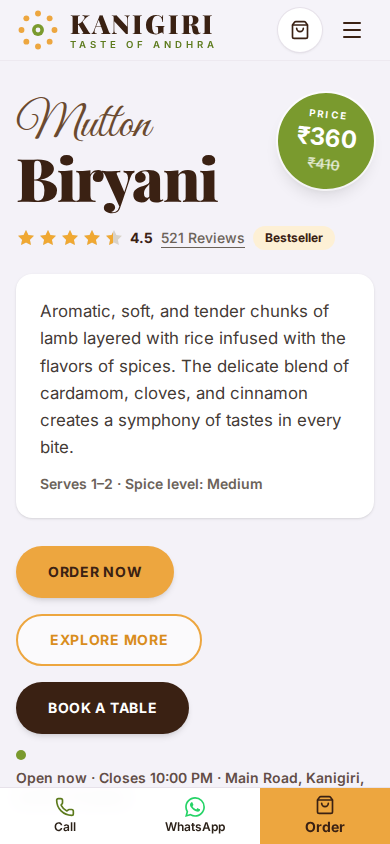 KANIGIRI
TASTE OF ANDHRA
Mutton
Biryani
PRICE
₹360
₹410
4.5 521 Reviews Bestseller
Aromatic, soft, and tender chunks of
lamb layered with rice infused with the
flavors of spices. The delicate blend of
cardamom, cloves, and cinnamon
creates a symphony of tastes in every
bite.
Serves 1–2 · Spice level: Medium
ORDER NOW
EXPLORE MORE
BOOK A TABLE
Open now · Closes 10:00 PM · Main Road, Kanigiri,
Call WhatsApp Order